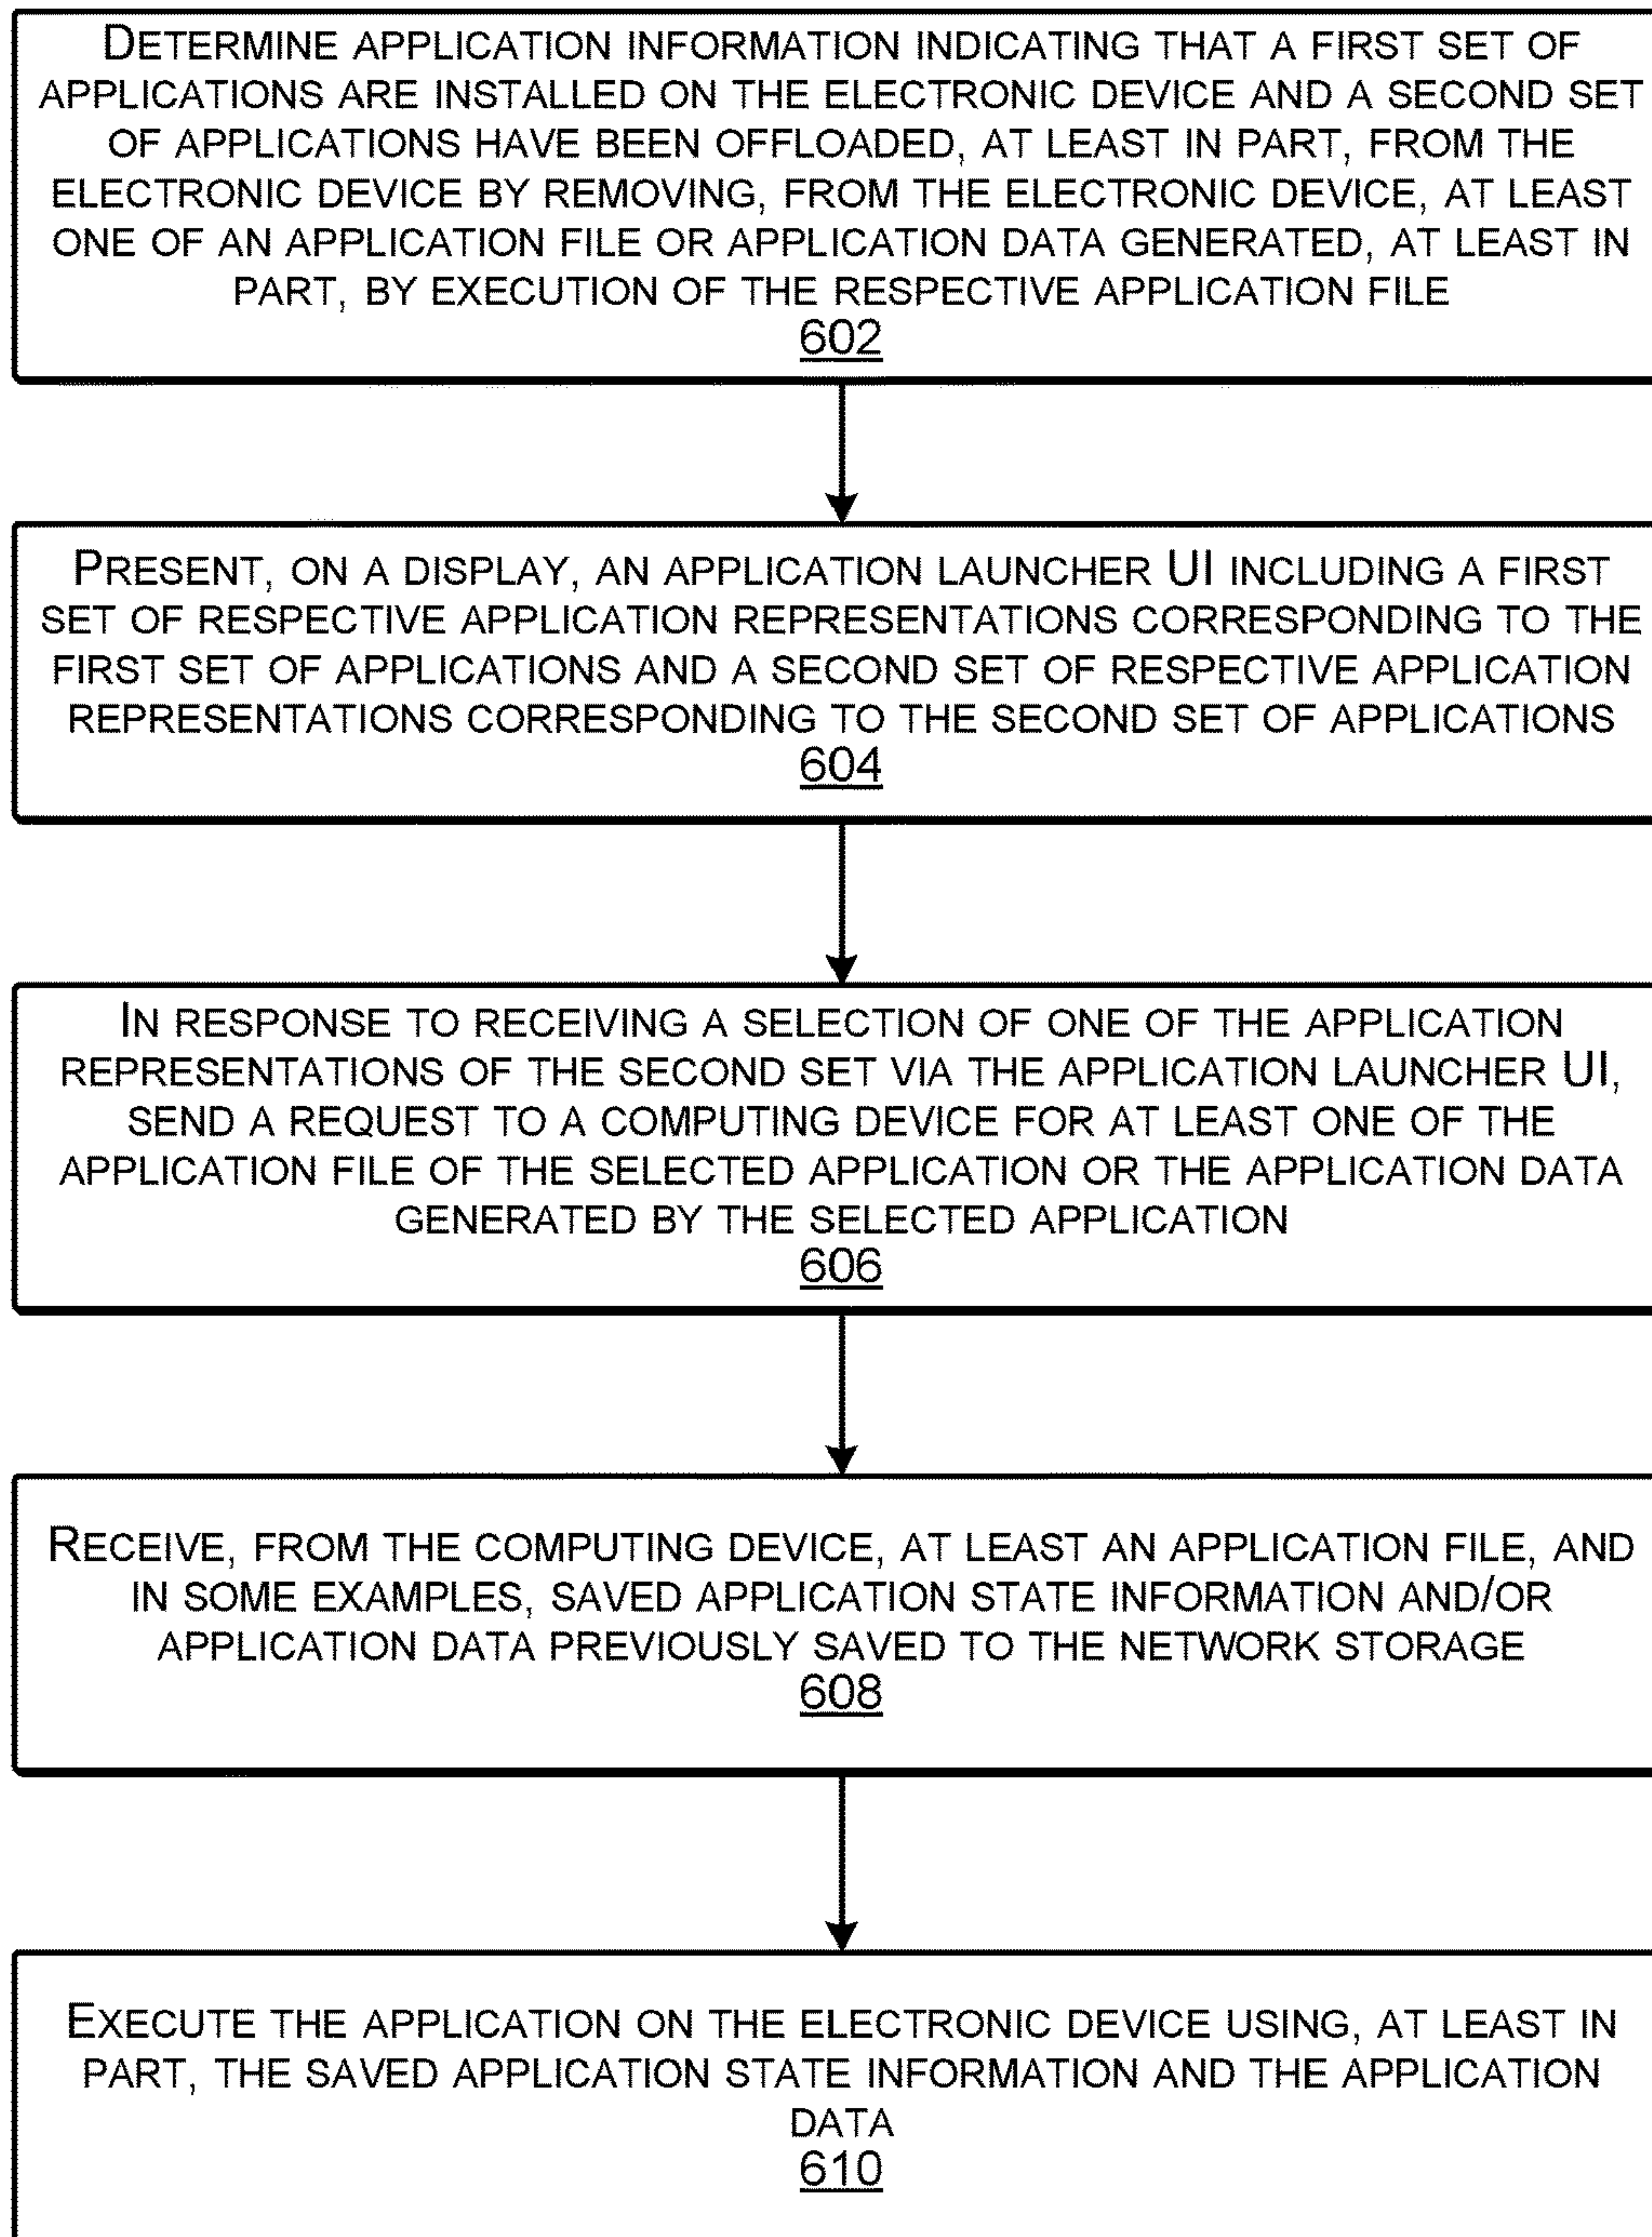 DETERMINE APPLICATION INFORMATION INDICATING THAT A FIRST SET OF
APPLICATIONS ARE INSTALLED ON THE ELECTRONIC DEVICE AND A SECOND SET
OF APPLICATIONS HAVE BEEN OFFLOADED, AT LEAST IN PART, FROM THE
ELECTRONIC DEVICE BY REMOVING, FROM THE ELECTRONIC DEVICE, AT LEAST
ONE OF AN APPLICATION FILE OR APPLICATION DATA GENERATED, AT LEAST IN
PART, BY EXECUTION OF THE RESPECTIVE APPLICATION FILE
602
PRESENT, ON A DISPLAY, AN APPLICATION LAUNCHER UI INCLUDING A FIRST
SET OF RESPECTIVE APPLICATION REPRESENTATIONS CORRESPONDING TO THE
FIRST SET OF APPLICATIONS AND A SECOND SET OF RESPECTIVE APPLICATION
REPRESENTATIONS CORRESPONDING TO THE SECOND SET OF APPLICATIONS
604
IN RESPONSE TO RECEIVING A SELECTION OF ONE OF THE APPLICATION
REPRESENTATIONS OF THE SECOND SET VIA THE APPLICATION LAUNCHER UI,
SEND A REQUEST TO A COMPUTING DEVICE FOR AT LEAST ONE OF THE
APPLICATION FILE OF THE SELECTED APPLICATION OR THE APPLICATION DATA
GENERATED BY THE SELECTED APPLICATION
606
RECEIVE, FROM THE COMPUTING DEVICE, AT LEAST AN APPLICATION FILE, AND
IN SOME EXAMPLES, SAVED APPLICATION STATE INFORMATION AND/OR
APPLICATION DATA PREVIOUSLY SAVED TO THE NETWORK STORAGE
608
EXECUTE THE APPLICATION ON THE ELECTRONIC DEVICE USING, AT LEAST IN
PART, THE SAVED APPLICATION STATE INFORMATION AND THE APPLICATION
DATA
610